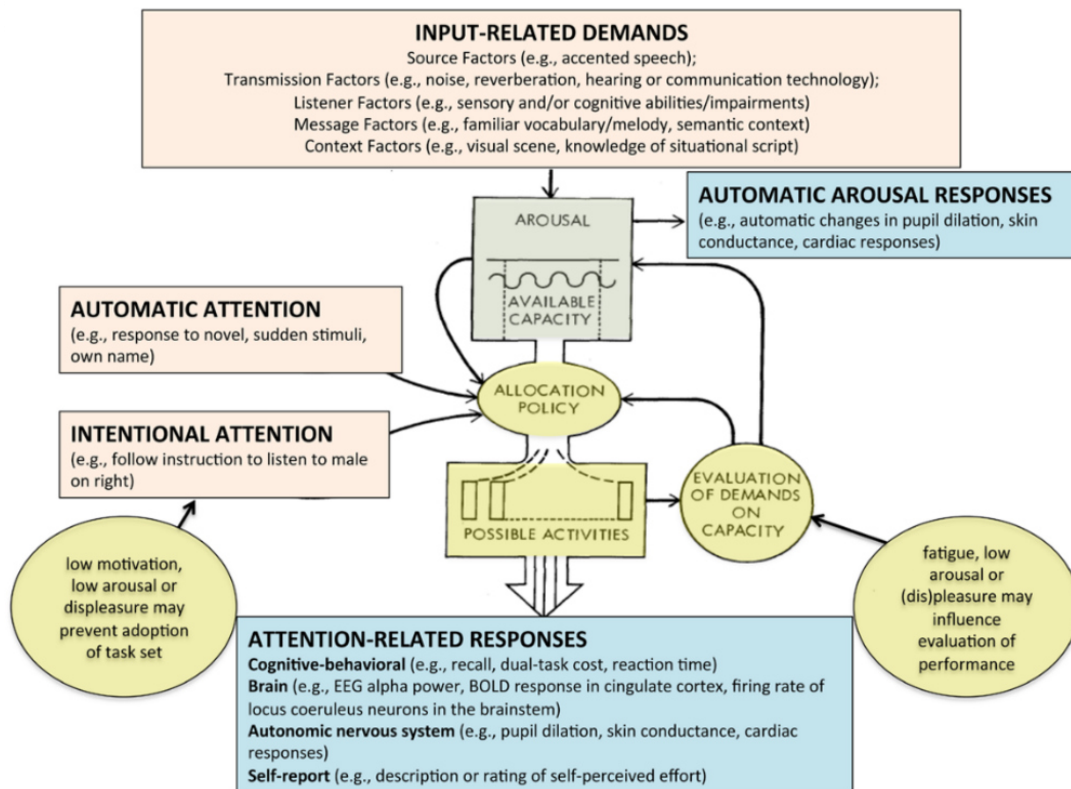 INPUT-RELATED DEMANDS
Source Factors (e.g., accented speech);
Transmission Factors (e.g., noise, reverberation, hearing or communication technology);
Listener Factors (e.g., sensory and/or cognitive abilities/impairments)
Message Factors (e.g., familiar vocabulary/melody, semantic context)
Context Factors (e.g., visual scene, knowledge of situational script)
AROUSAL
AVAILABLE
CAPACITY
AUTOMATIC AROUSAL RESPONSES
(e.g., automatic changes in pupil dilation, skin
conductance, cardiac responses)
AUTOMATIC ATTENTION
(e.g., response to novel, sudden stimuli,
own name)
ALLOCATION
POLICY
INTENTIONAL ATTENTION
(e.g., follow instruction to listen to male
on right)
POSSIBLE ACTIVITIES
EVALUATION
OF DEMANDS
ON
CAPACITY
low motivation,
low arousal or
displeasure may
prevent adoption
of task set
fatigue, low
arousal or
(dis)pleasure may
influence
evaluation of
performance
ATTENTION-RELATED RESPONSES
Cognitive-behavioral (e.g., recall, dual-task cost, reaction time)
Brain (e.g., EEG alpha power, BOLD response in cingulate cortex, firing rate of
locus coeruleus neurons in the brainstem)
Autonomic nervous system (e.g., pupil dilation, skin conductance, cardiac
responses)
Self-report (e.g., description or rating of self-perceived effort)